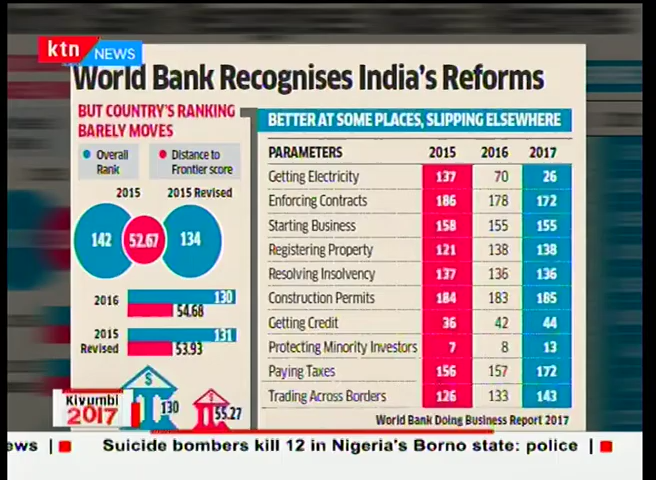 ktn NEWS
World Bank Recognises India's Reforms
BUT COUNTRY'S RANKING
BARELY MOVES
Overall Rank
Distance to Frontier score
2015 2015 Revised
142 52.67 134
2016 130
54.68
2015 Revised 131
53.93
$ 130 $ 55.27
BETTER AT SOME PLACES, SLIPPING ELSEWHERE
PARAMETERS 2015 2016 2017
Getting Electricity 137 70 26
Enforcing Contracts 186 178 172
Starting Business 158 155 155
Registering Property 121 138 138
Resolving Insolvency 137 136 136
Construction Permits 184 183 185
Getting Credit 36 42 44
Protecting Minority Investors 7 8 13
Paying Taxes 156 157 172
Trading Across Borders 126 133 143
World Bank Doing Business Report 2017
Kivumbi
2017
ews | Suicide bombers kill 12 in Nigeria's Borno state: police |